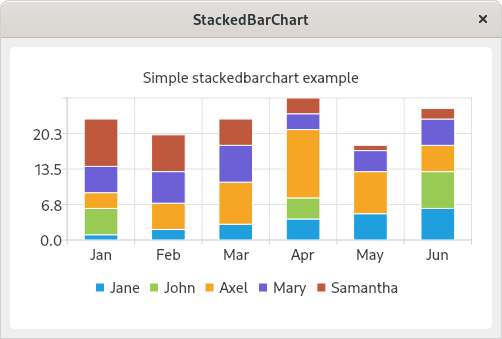 StackedBarChart
Simple stackedbarchart example
20.3
13.5
6.8
0.0
Jan Feb Mar Apr May Jun
Jane John Axel Mary Samantha